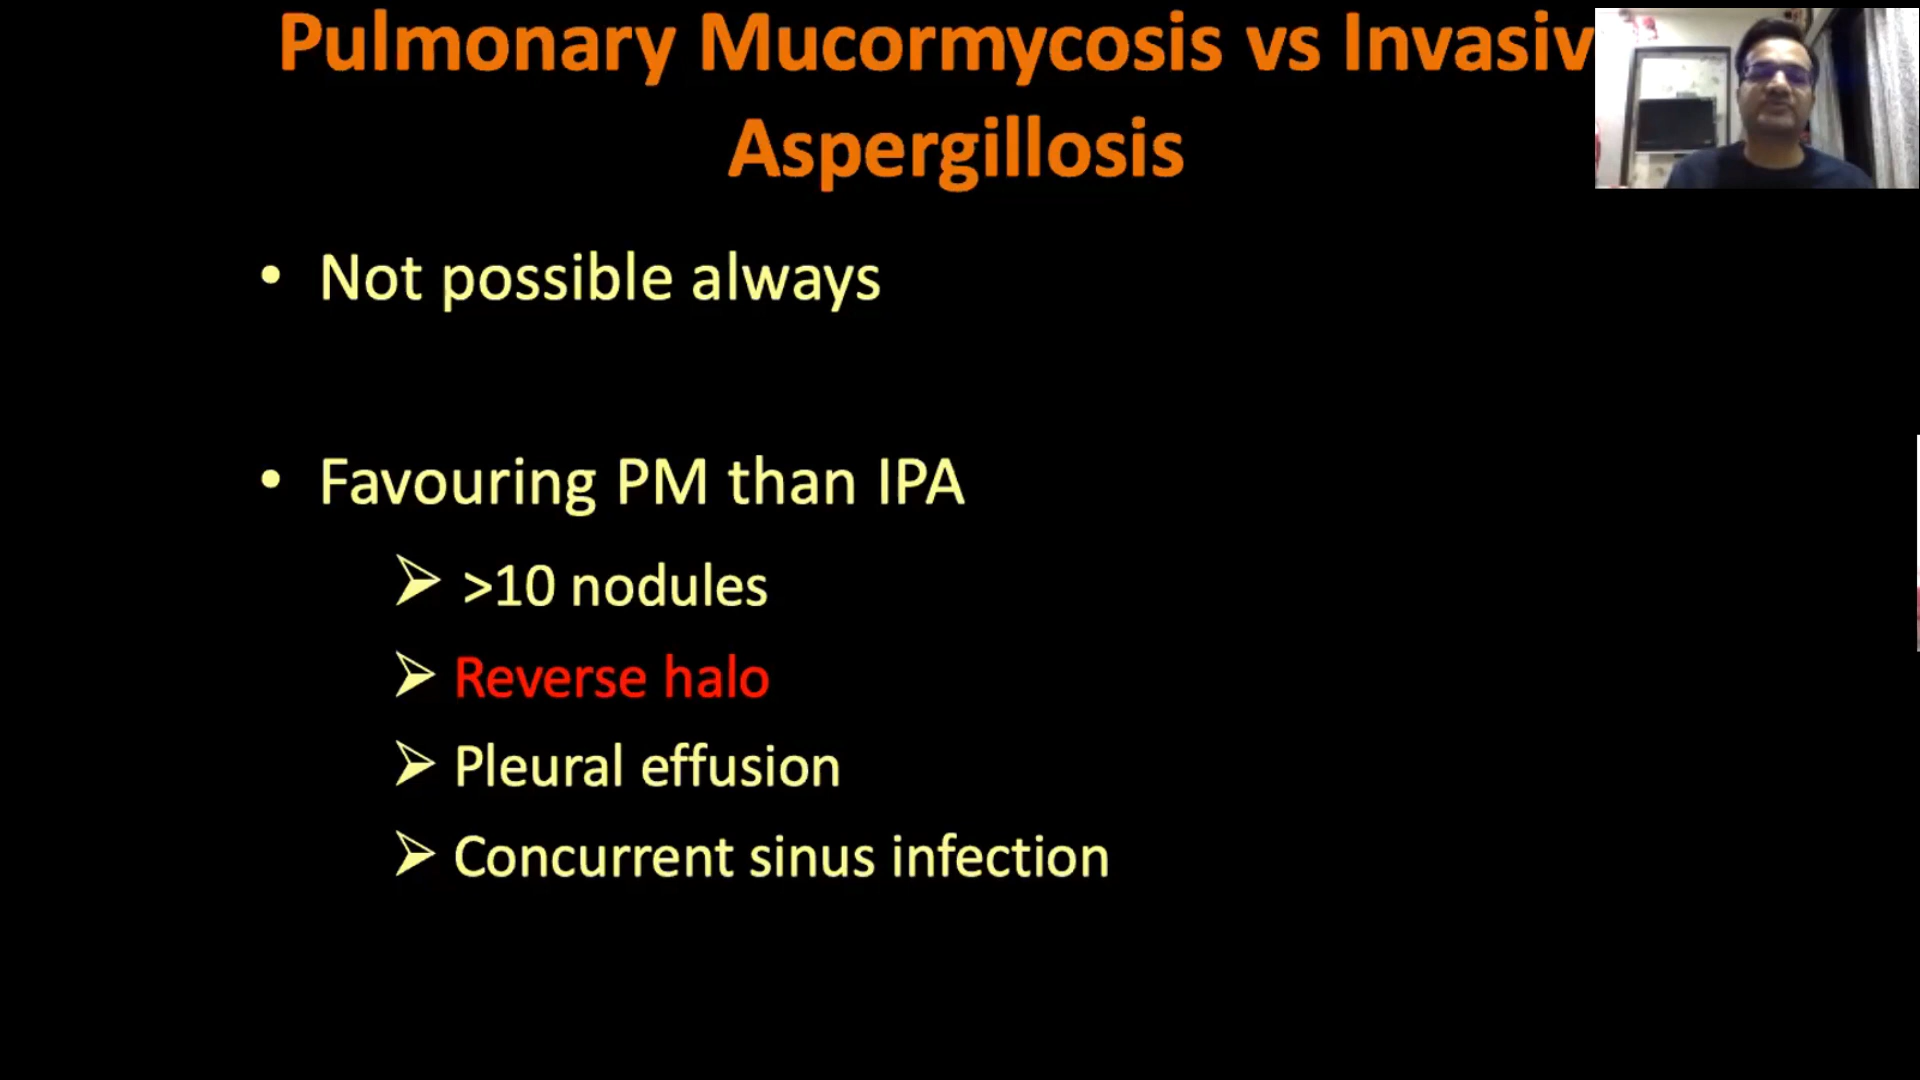 Pulmonary Mucormycosis vs Invasiv
Aspergillosis
• Not possible always
• Favouring PM than IPA
➢ >10 nodules
➢ Reverse halo
➢ Pleural effusion
➢ Concurrent sinus infection